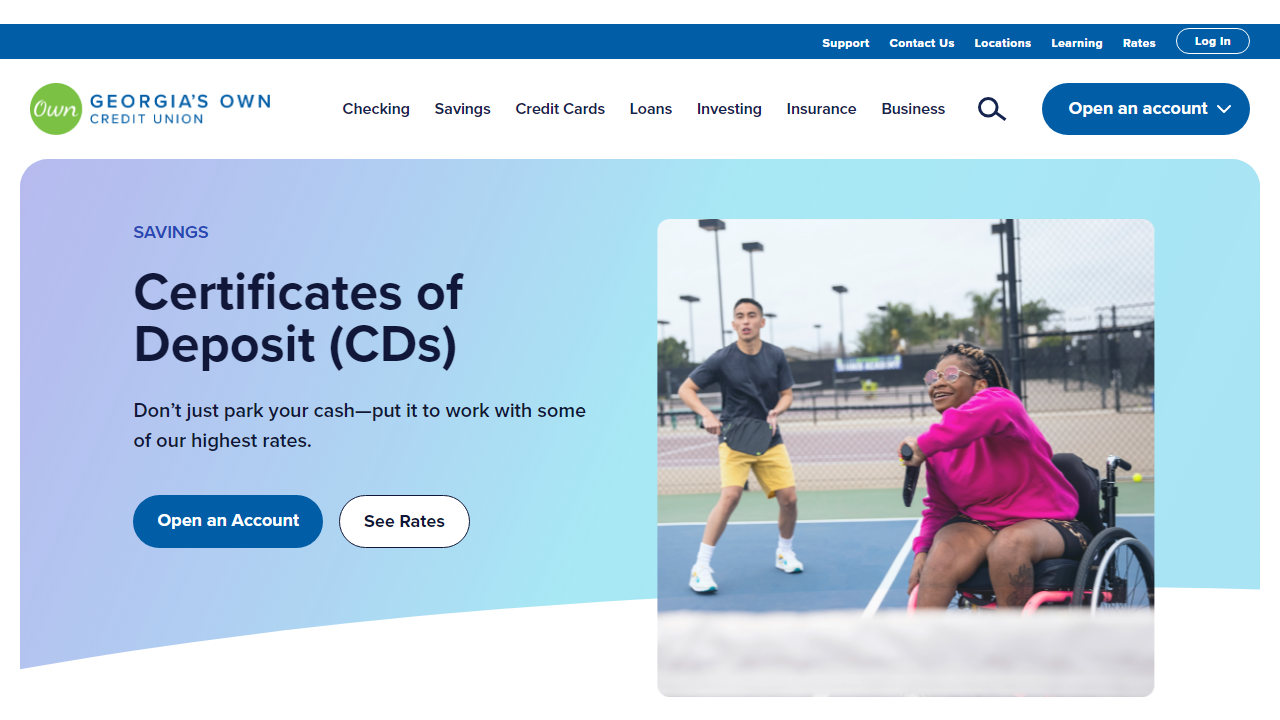 Support Contact Us Locations Learning Rates Log In
Own GEORGIA'S OWN
CREDIT UNION
Checking Savings Credit Cards Loans Investing Insurance Business Open an account
SAVINGS
Certificates of
Deposit (CDs)
Don’t just park your cash—put it to work with some
of our highest rates.
Open an Account See Rates